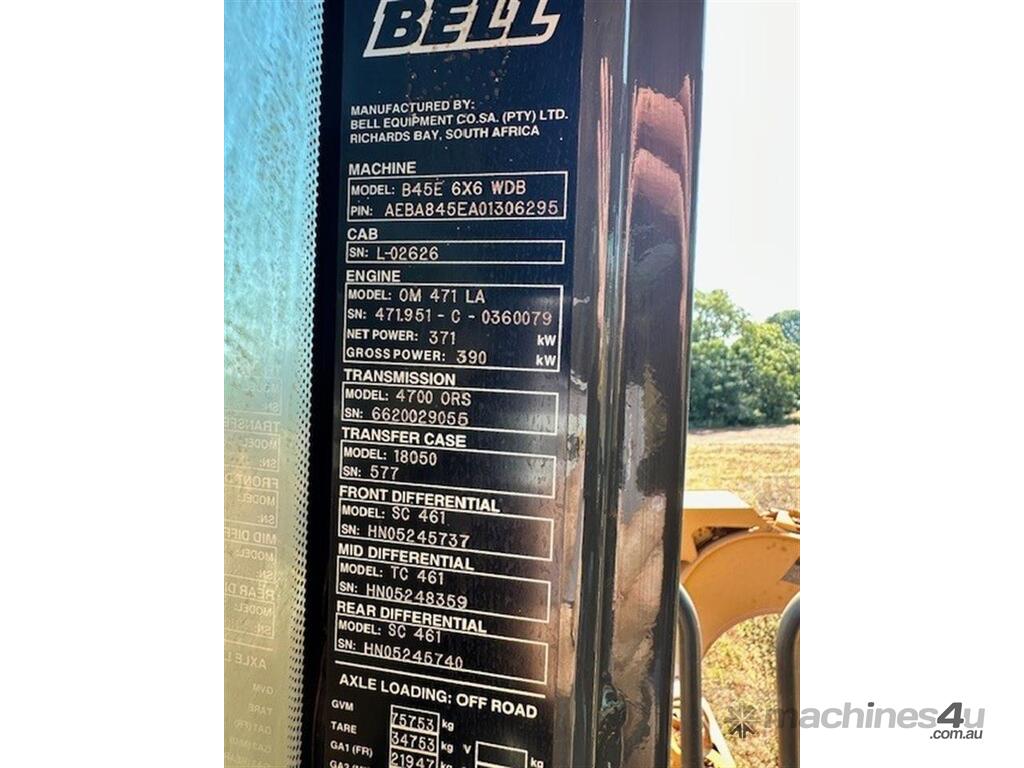 BELL
MANUFACTURED BY:
BELL EQUIPMENT CO.SA. (PTY) LTD.
RICHARDS BAY, SOUTH AFRICA
MACHINE
MODEL: B45E 6X6 WDB
PIN: AEBA845EA01306295
CAB
SN: L-02626
ENGINE
MODEL: OM 471 LA
SN: 471.951 - C - 0360079
NET POWER: 371 kW
GROSS POWER: 390 kW
TRANSMISSION
MODEL: 4700 ORS
SN: 6620029055
TRANSFER CASE
MODEL: 18050
SN: 577
FRONT DIFFERENTIAL
MODEL: SC 461
SN: HN05245737
MID DIFFERENTIAL
MODEL: TC 461
SN: HN05248359
REAR DIFFERENTIAL
MODEL: SC 461
SN: HN05245740
AXLE LOADING: OFF ROAD
GVM 75753 kg
TARE 34753 kg V
GA1 (FR) 21947 kg
kg
machines4u
.com.au